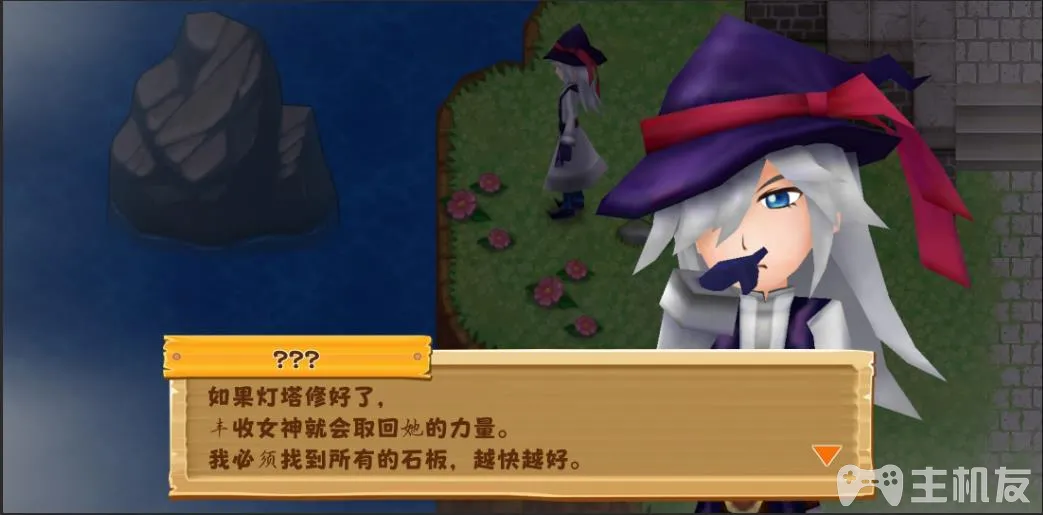 ???
如果灯塔修好了，
丰收女神就会取回她的力量。
我必须找到所有的石板，越快越好。
主机友